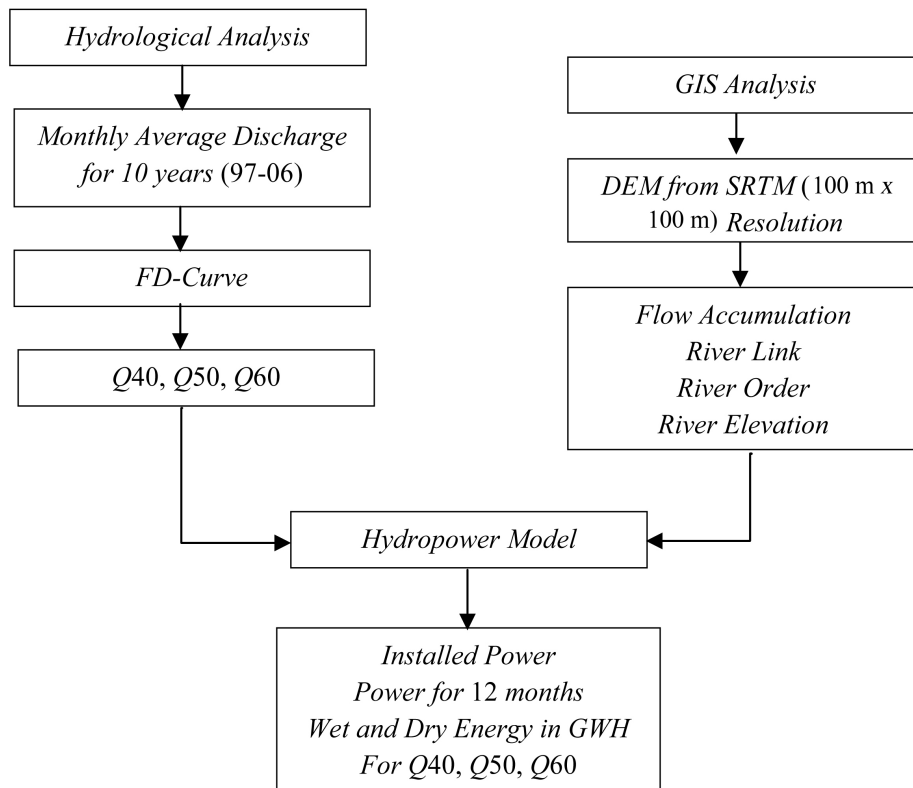 Hydrological Analysis
Monthly Average Discharge
for 10 years (97-06)
FD-Curve
Q40, Q50, Q60
GIS Analysis
DEM from SRTM (100 m x
100 m) Resolution
Flow Accumulation
River Link
River Order
River Elevation
Hydropower Model
Installed Power
Power for 12 months
Wet and Dry Energy in GWH
For Q40, Q50, Q60